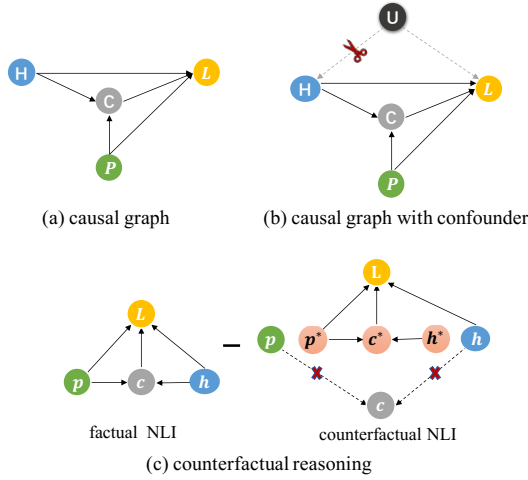 U
H
L
C
P
(a) causal graph
H
L
C
P
(b) causal graph with confounder
L
p
c
h
factual NLI
−
L
p
p*
c*
h*
h
c
counterfactual NLI
(c) counterfactual reasoning